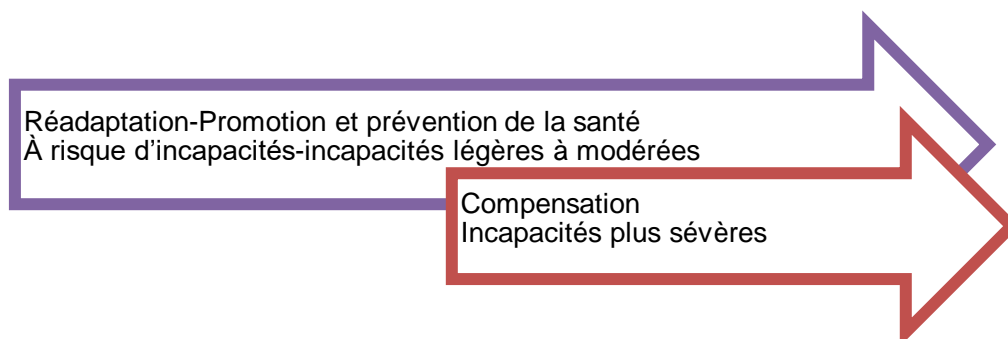 Réadaptation-Promotion et prévention de la santé
À risque d’incapacités-incapacités légères à modérées
Compensation
Incapacités plus sévères